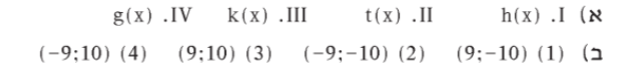 א) I. h(x)  II. t(x)  III. k(x)  IV. g(x)
ב) (1) (9;-10)  (2) (-9;-10)  (3) (9;10)  (4) (-9;10)